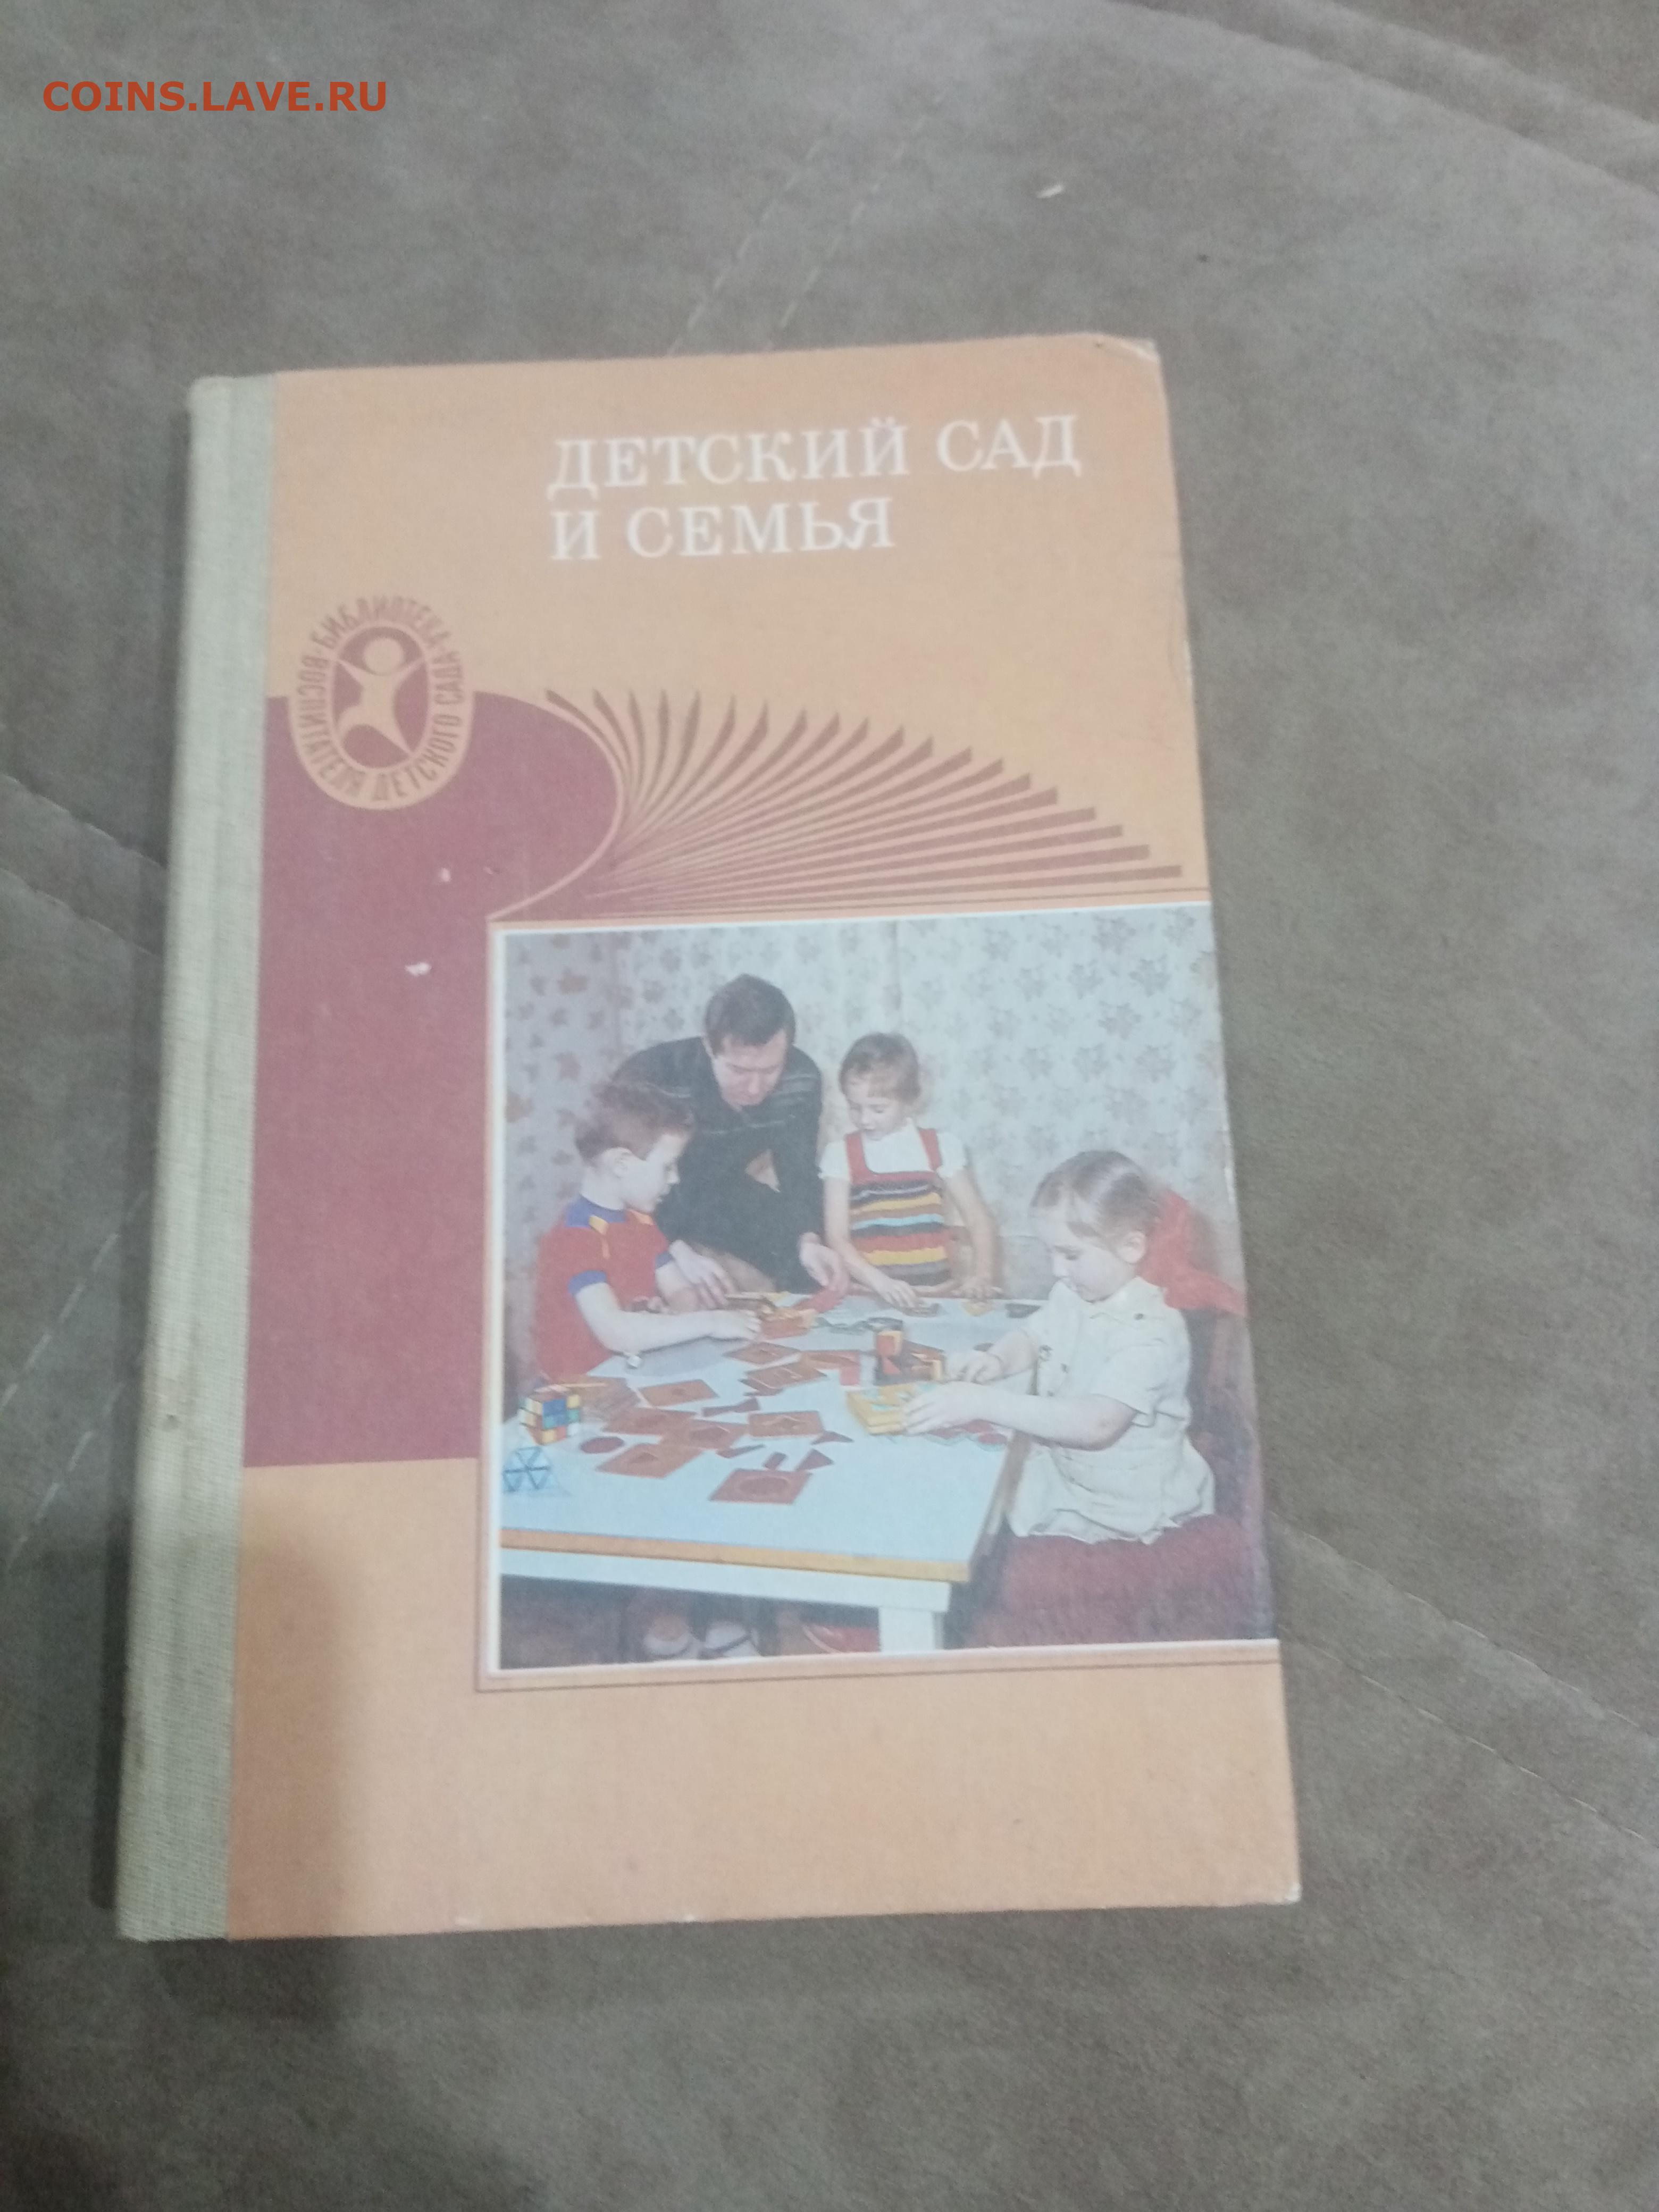 COINS.LAVE.RU
ДЕТСКИЙ САД
И СЕМЬЯ
БИБЛИОТЕКА
ВОСПИТАТЕЛЯ ДЕТСКОГО САДА